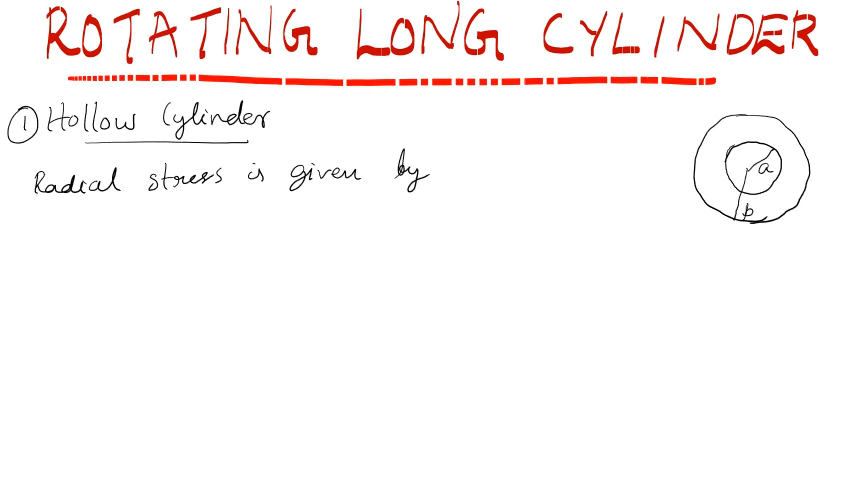 ROTATING LONG CYLINDER
① Hollow Cylinder
Radial stress is given by
a
b